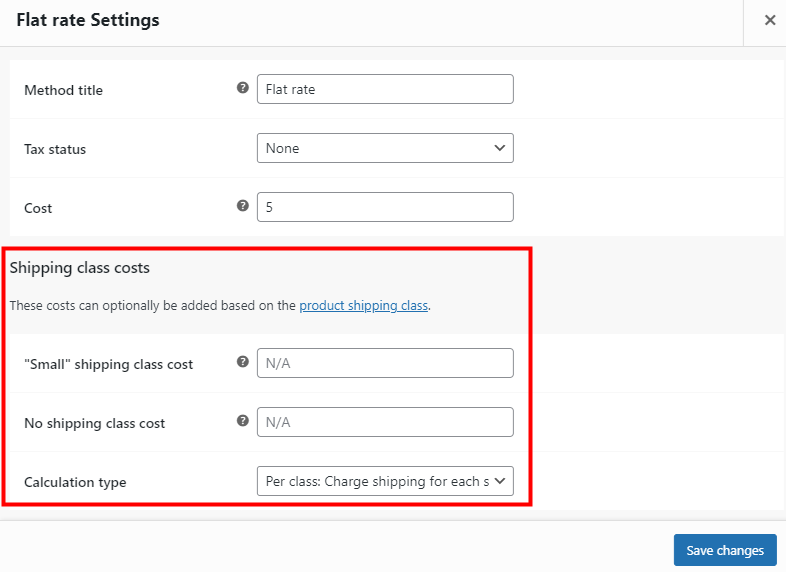 Flat rate Settings
Method title
Flat rate
Tax status
None
Cost
5
Shipping class costs
These costs can optionally be added based on the product shipping class.
"Small" shipping class cost
N/A
No shipping class cost
N/A
Calculation type
Per class: Charge shipping for each s
Save changes